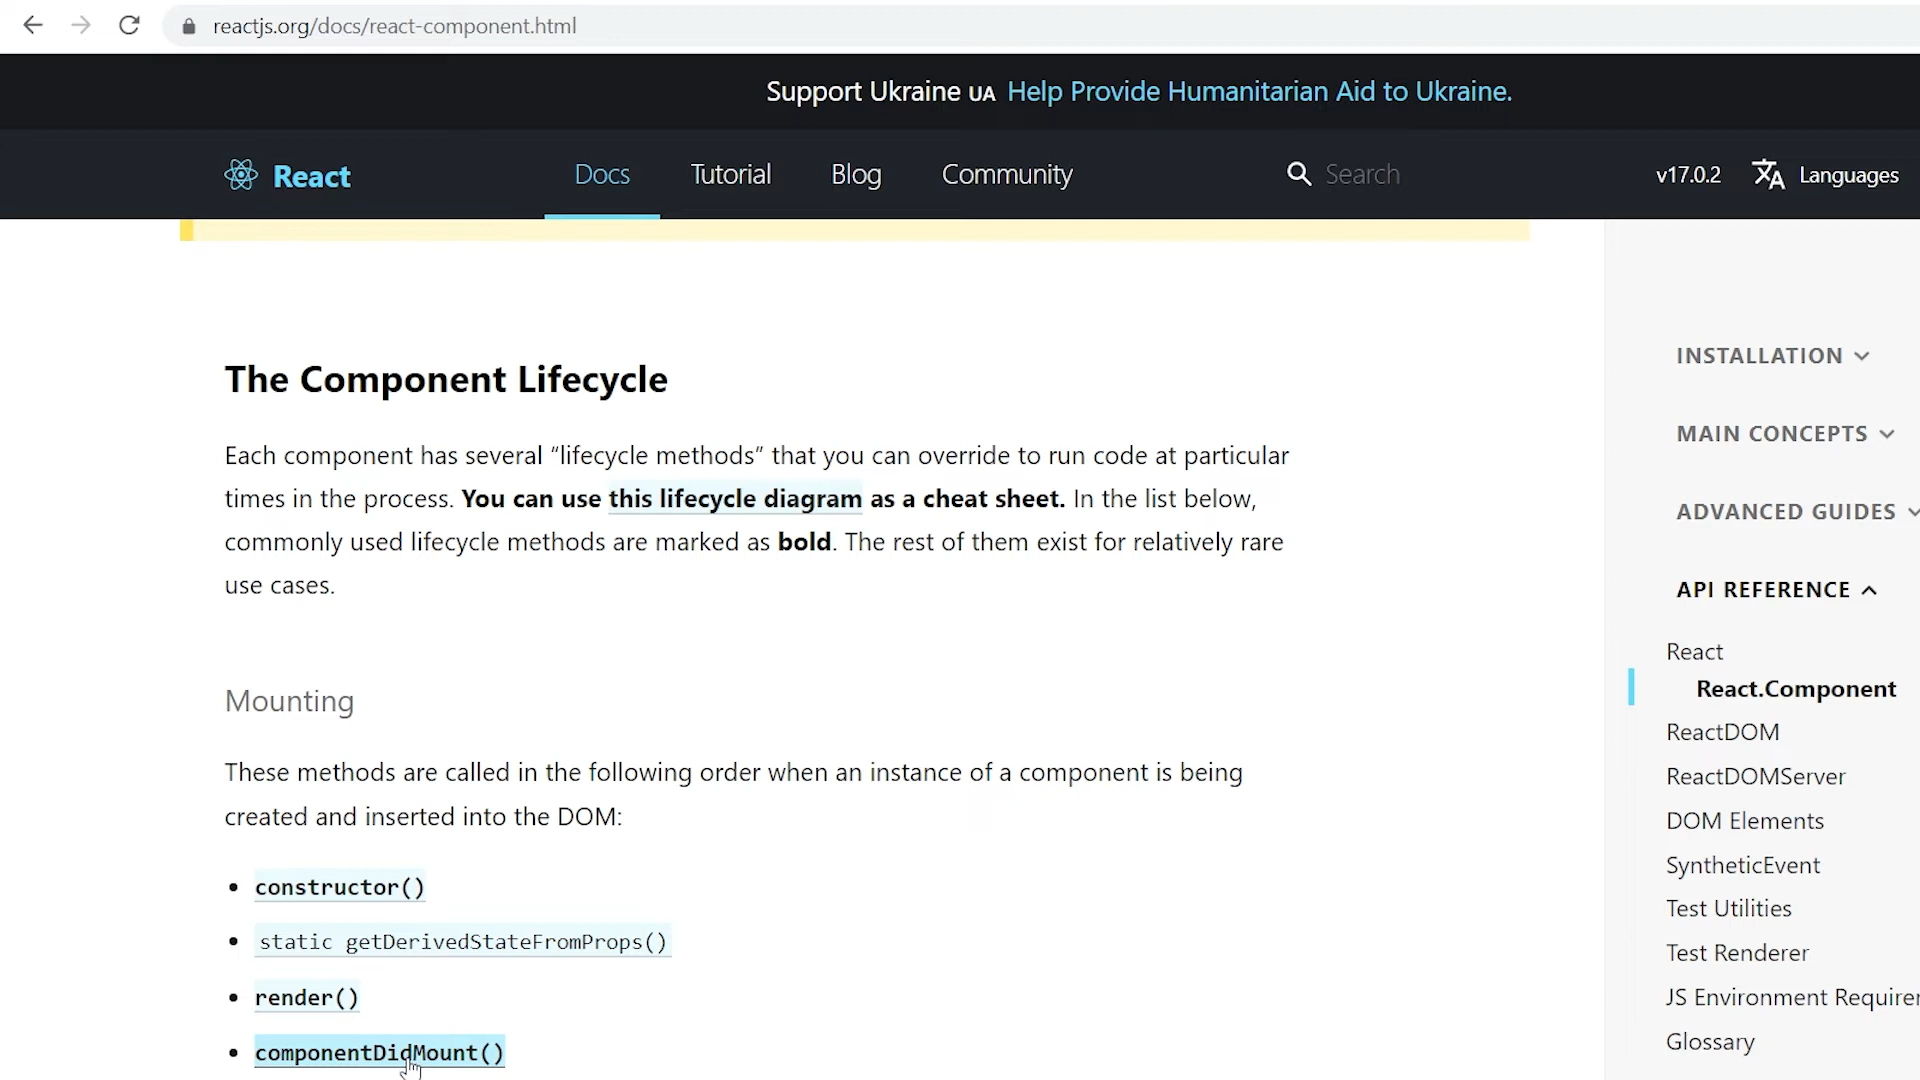 reactjs.org/docs/react-component.html
Support Ukraine UA Help Provide Humanitarian Aid to Ukraine.
React Docs Tutorial Blog Community Search v17.0.2 Languages
The Component Lifecycle
Each component has several “lifecycle methods” that you can override to run code at particular
times in the process. You can use this lifecycle diagram as a cheat sheet. In the list below,
commonly used lifecycle methods are marked as bold. The rest of them exist for relatively rare
use cases.
Mounting
These methods are called in the following order when an instance of a component is being
created and inserted into the DOM:
constructor()
static getDerivedStateFromProps()
render()
componentDidMount()
INSTALLATION
MAIN CONCEPTS
ADVANCED GUIDES
API REFERENCE
React
React.Component
ReactDOM
ReactDOMServer
DOM Elements
SyntheticEvent
Test Utilities
Test Renderer
JS Environment
Glossary